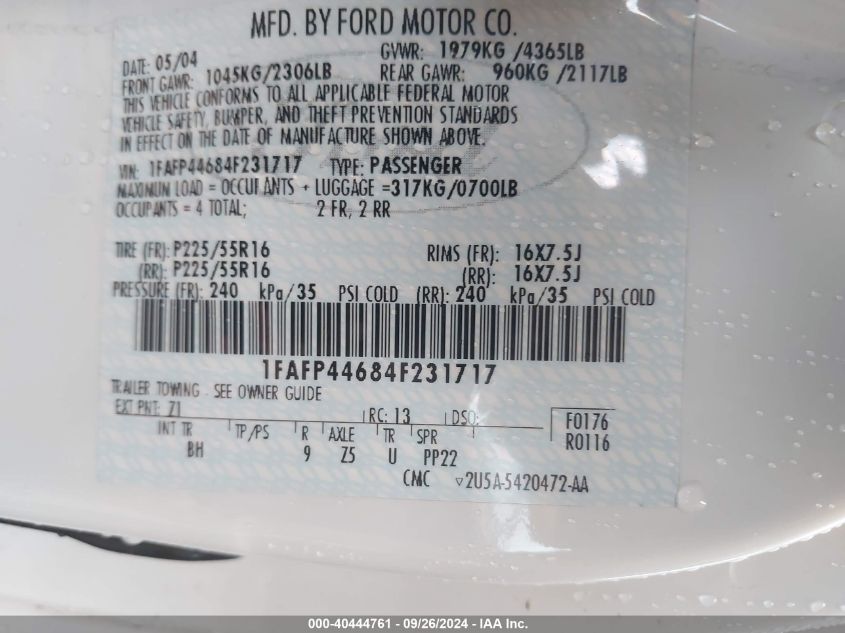 MFD. BY FORD MOTOR CO.
DATE: 05/04 GVWR: 1979KG /4365LB
FRONT GAWR: 1045KG/2306LB REAR GAWR: 960KG /2117LB
THIS VEHICLE CONFORMS TO ALL APPLICABLE FEDERAL MOTOR
VEHICLE SAFETY, BUMPER, AND THEFT PREVENTION STANDARDS
IN EFFECT ON THE DATE OF MANUFACTURE SHOWN ABOVE.
VIN: 1FAFP44684F231717 TYPE: PASSENGER
MAXIMUM LOAD = OCCUPANTS + LUGGAGE =317KG/0700LB
OCCUPANTS = 4 TOTAL; 2 FR, 2 RR
TIRE (FR): P225/55R16 RIMS (FR): 16X7.5J
(RR): P225/55R16 (RR): 16X7.5J
PRESSURE (FR): 240 kPa/35 PSI COLD (RR): 240 kPa/35 PSI COLD
1FAFP44684F231717
TRAILER TOWING - SEE OWNER GUIDE
EXT PNT: Z1 RC: 13 DSO: F0176
INT TR TP/PS R AXLE TR SPR R0116
BH 9 Z5 U PP22
CMC ▽2U5A-5420472-AA
000-40444761 - 09/26/2024 - IAA Inc.